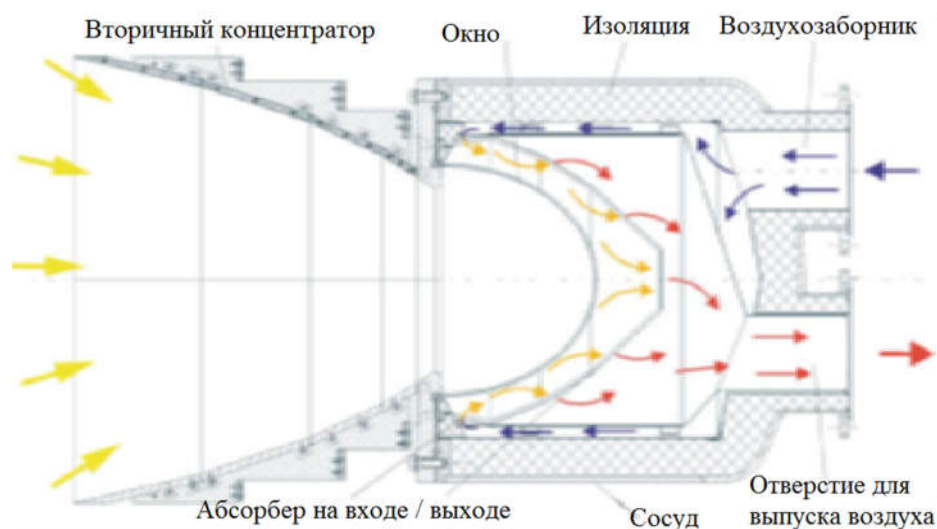 Вторичный концентратор
Окно
Изоляция
Воздухозаборник
Абсорбер на входе / выходе
Сосуд
Отверстие для
выпуска воздуха